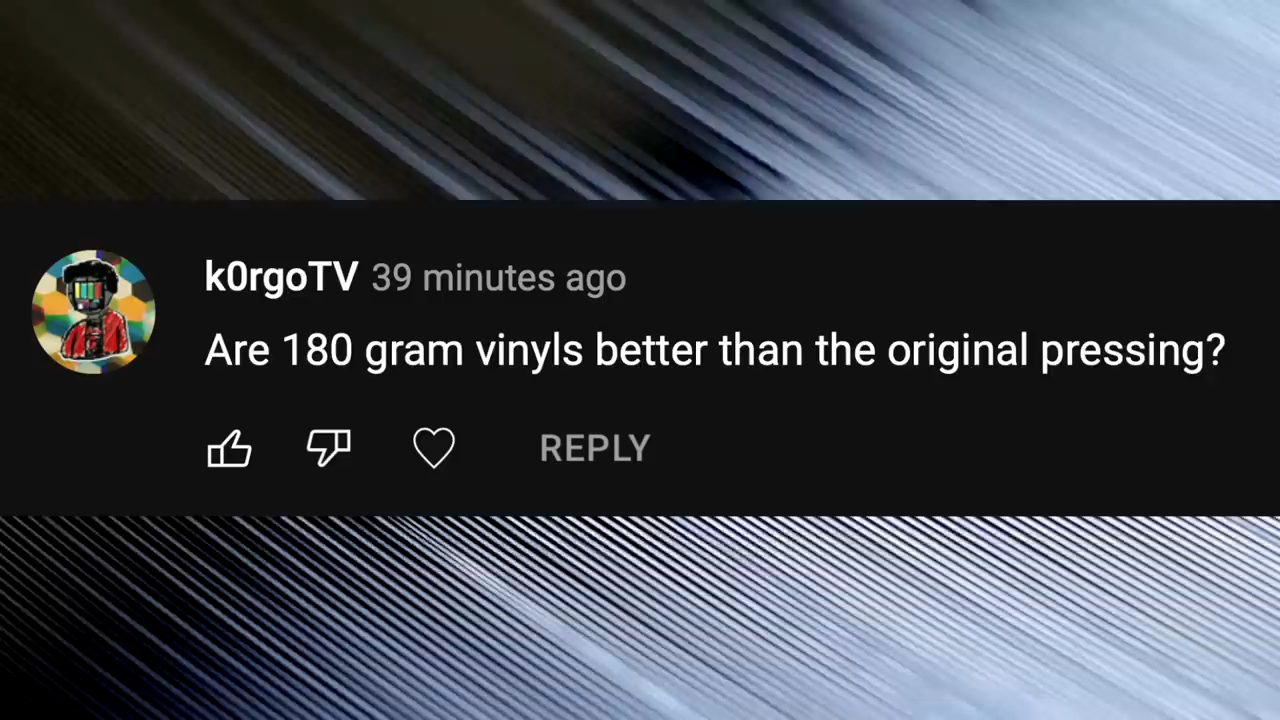 k0rgoTV 39 minutes ago
Are 180 gram vinyls better than the original pressing?
REPLY